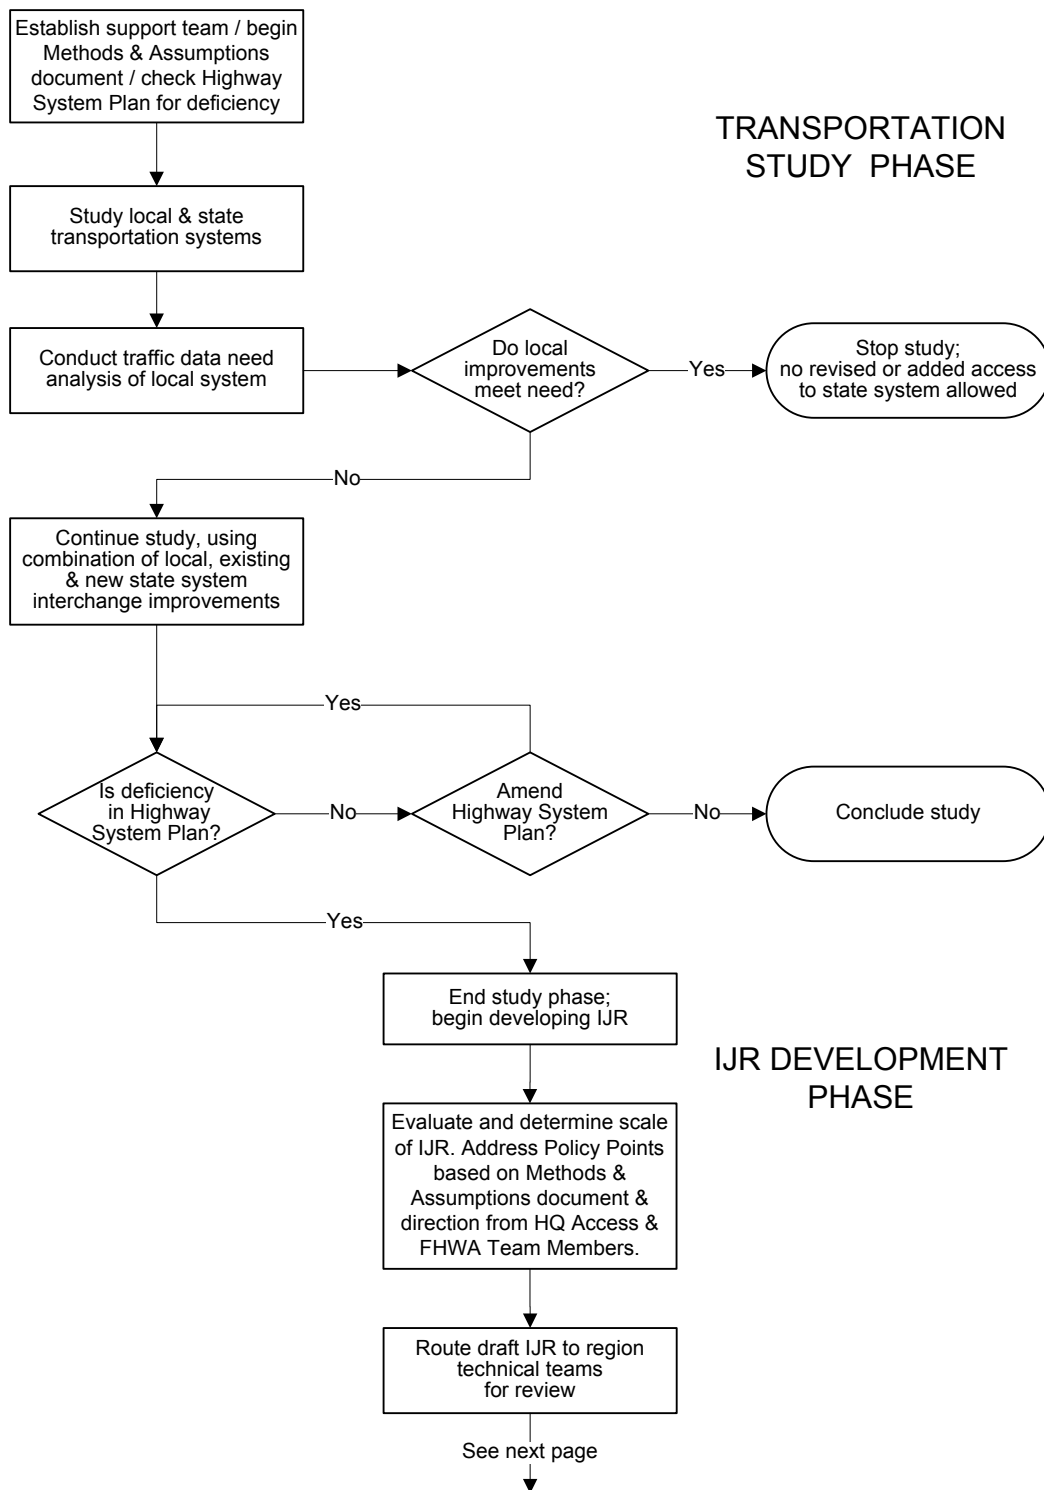 Establish support team / begin
Methods & Assumptions
document / check Highway
System Plan for deficiency
TRANSPORTATION
STUDY PHASE
Study local & state
transportation systems
Conduct traffic data need
analysis of local system
Do local
improvements
meet need?
Yes
Stop study;
no revised or added access
to state system allowed
No
Continue study, using
combination of local, existing
& new state system
interchange improvements
Yes
Is deficiency
in Highway
System Plan?
No
Amend
Highway System
Plan?
No
Conclude study
Yes
End study phase;
begin developing IJR
IJR DEVELOPMENT
PHASE
Evaluate and determine scale
of IJR. Address Policy Points
based on Methods &
Assumptions document &
direction from HQ Access &
FHWA Team Members.
Route draft IJR to region
technical teams
for review
See next page